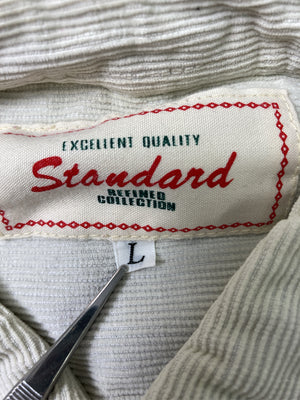 EXCELLENT QUALITY
Standard
REFINED
COLLECTION
L